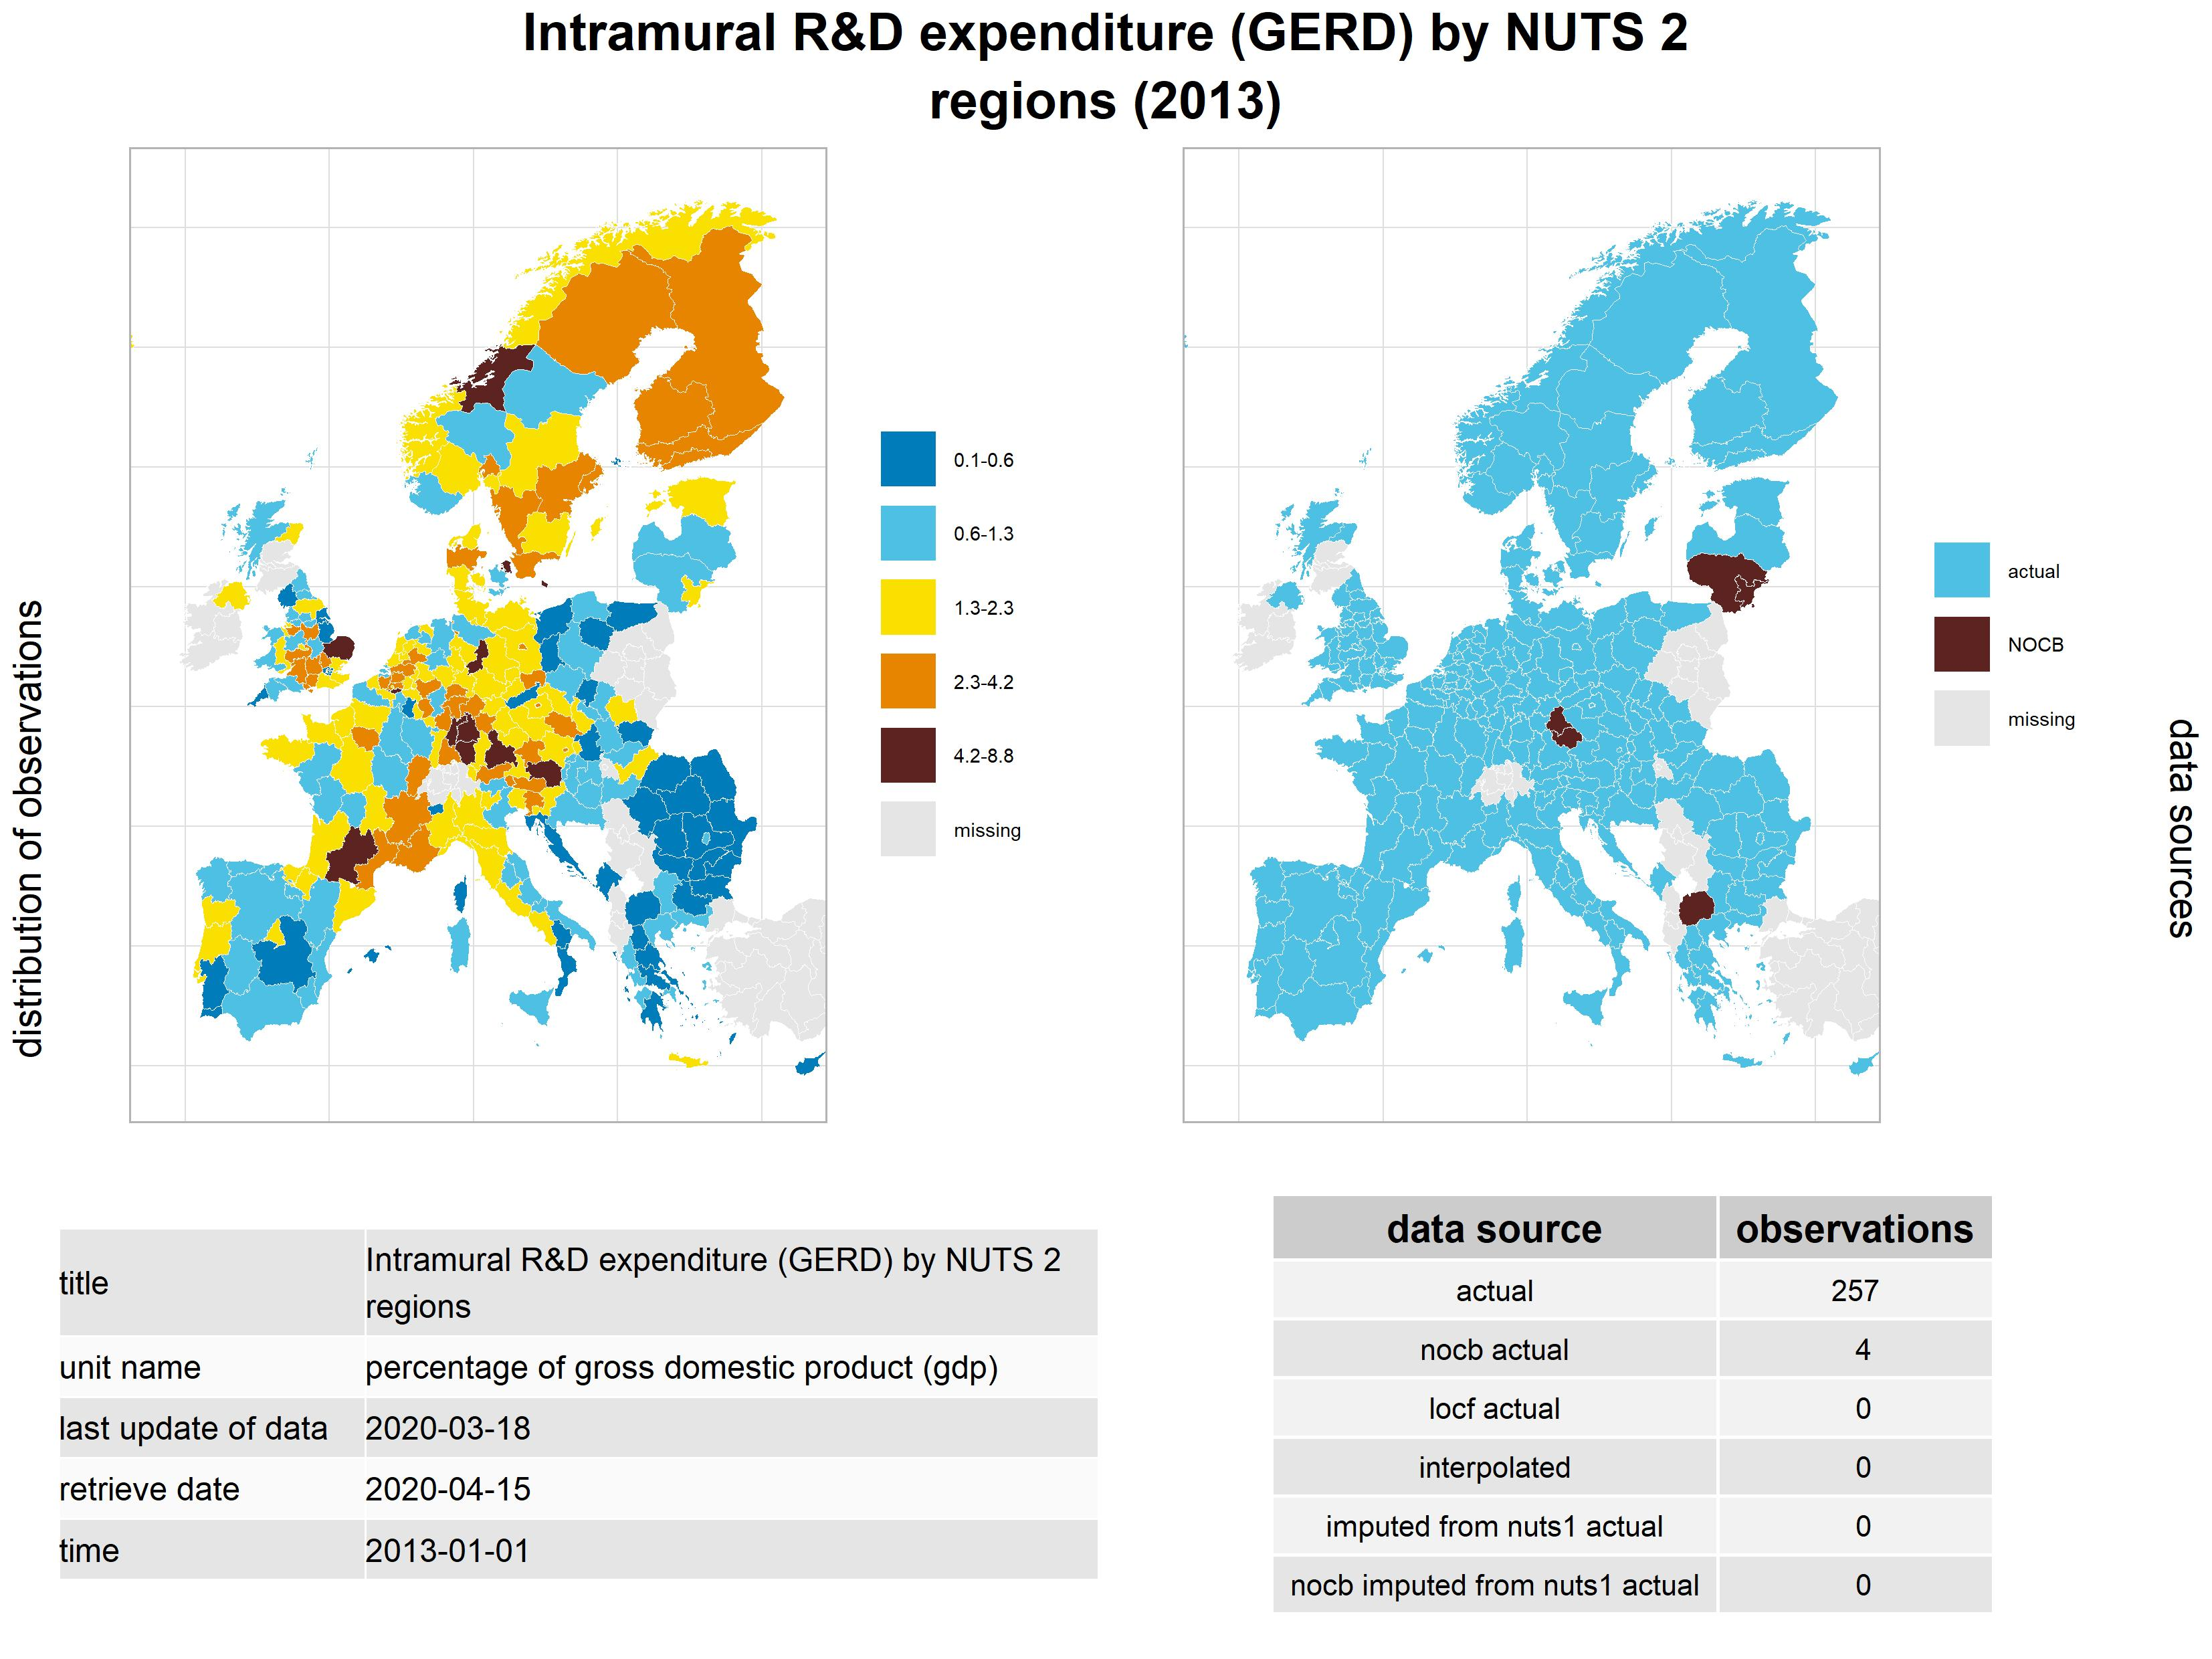 Intramural R&D expenditure (GERD) by NUTS 2
regions (2013)
distribution of observations
0.1-0.6
0.6-1.3
1.3-2.3
2.3-4.2
4.2-8.8
missing
actual
NOCB
missing
data sources
title
Intramural R&D expenditure (GERD) by NUTS 2
regions
unit name percentage of gross domestic product (gdp)
last update of data 2020-03-18
retrieve date 2020-04-15
time 2013-01-01
data source observations
actual 257
nocb actual 4
locf actual 0
interpolated 0
imputed from nuts1 actual 0
nocb imputed from nuts1 actual 0